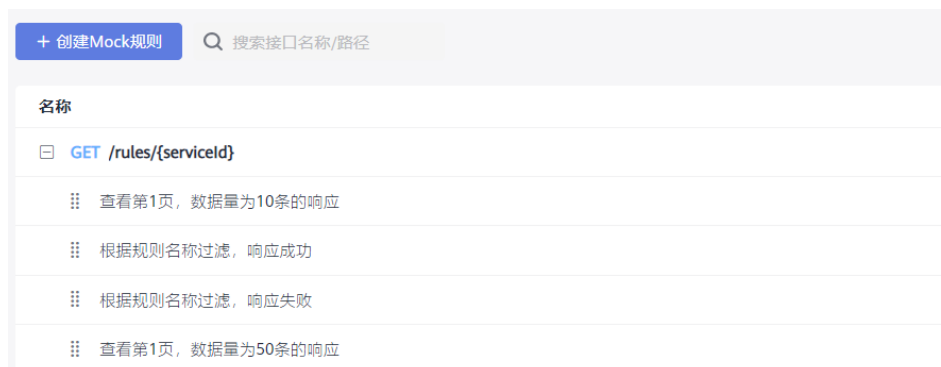 + 创建Mock规则 搜索接口名称/路径
名称
GET /rules/{serviceId}
查看第1页，数据量为10条的响应
根据规则名称过滤，响应成功
根据规则名称过滤，响应失败
查看第1页，数据量为50条的响应